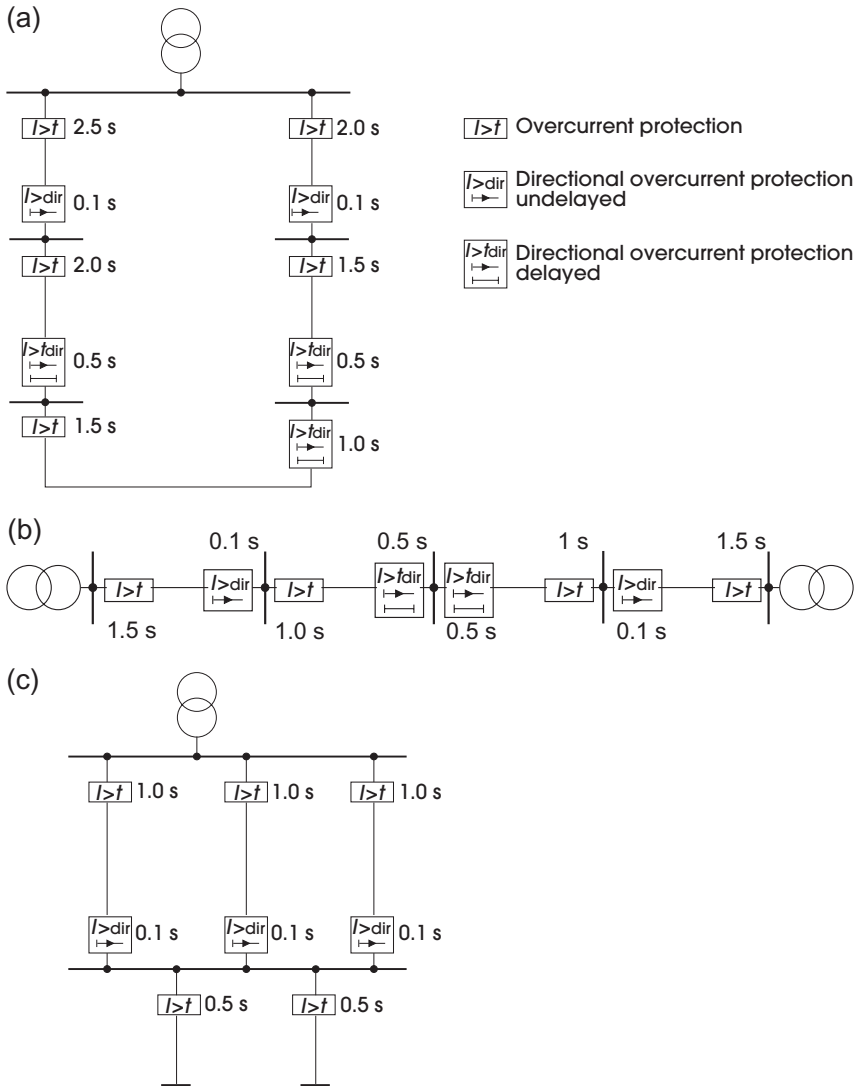 (a)
I>t 2.5 s
I>t 2.0 s
I>t Overcurrent protection
I>dir 0.1 s
I>dir 0.1 s
I>dir Directional overcurrent protection
undelayed
I>t 2.0 s
I>t 1.5 s
I>tdir Directional overcurrent protection
delayed
I>tdir 0.5 s
I>tdir 0.5 s
I>t 1.5 s
I>tdir 1.0 s
(b)
0.1 s 0.5 s 1 s 1.5 s
I>t I>dir I>t I>tdir I>tdir I>t I>dir I>t
1.5 s 1.0 s 0.5 s 0.1 s
(c)
I>t 1.0 s I>t 1.0 s I>t 1.0 s
I>dir 0.1 s I>dir 0.1 s I>dir 0.1 s
I>t 0.5 s I>t 0.5 s